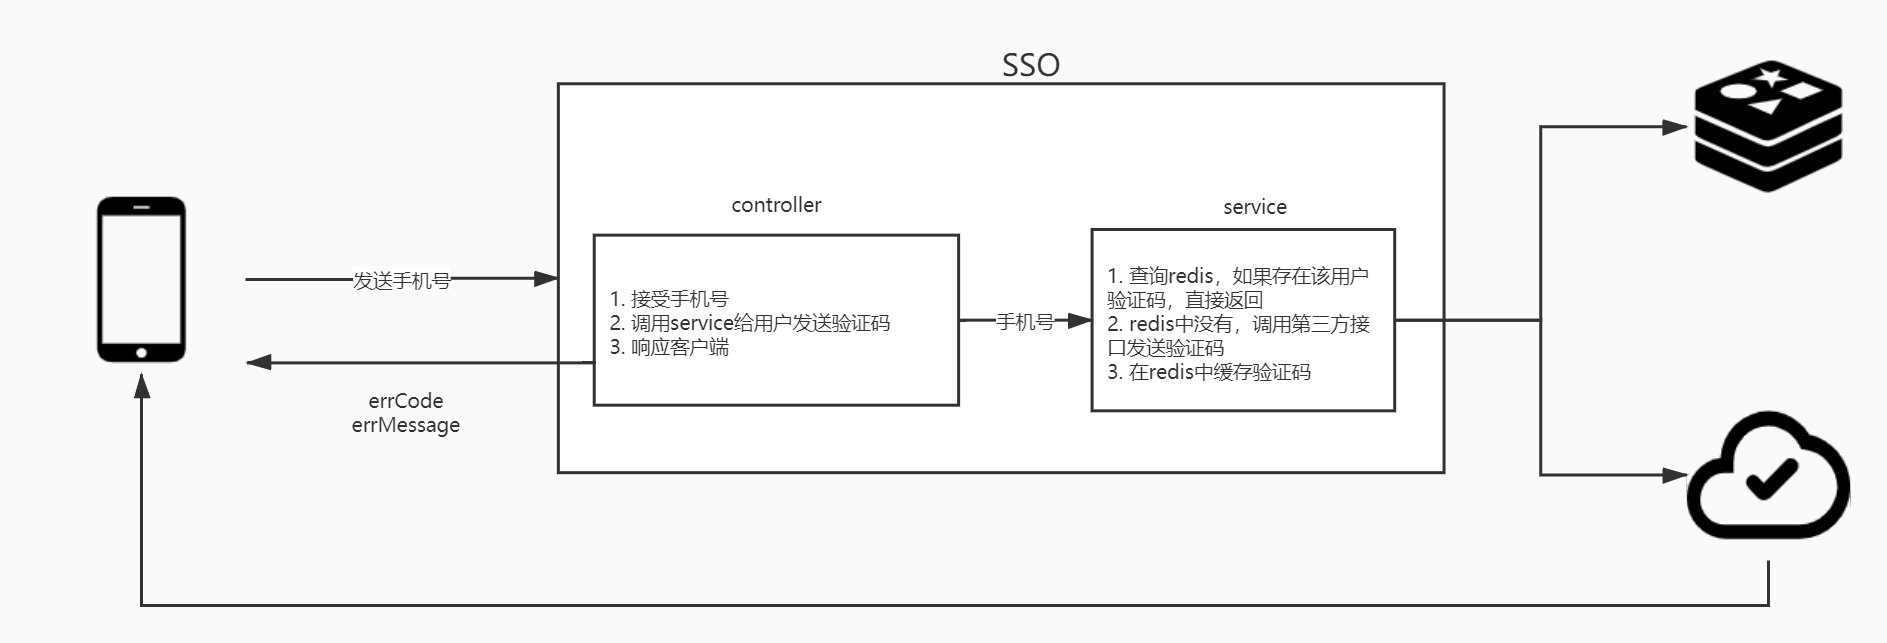 SSO
controller
service
发送手机号
1. 接受手机号
2. 调用service给用户发送验证码
3. 响应客户端
手机号
1. 查询redis，如果存在该用户
验证码，直接返回
2. redis中没有，调用第三方接
口发送验证码
3. 在redis中缓存验证码
errCode
errMessage